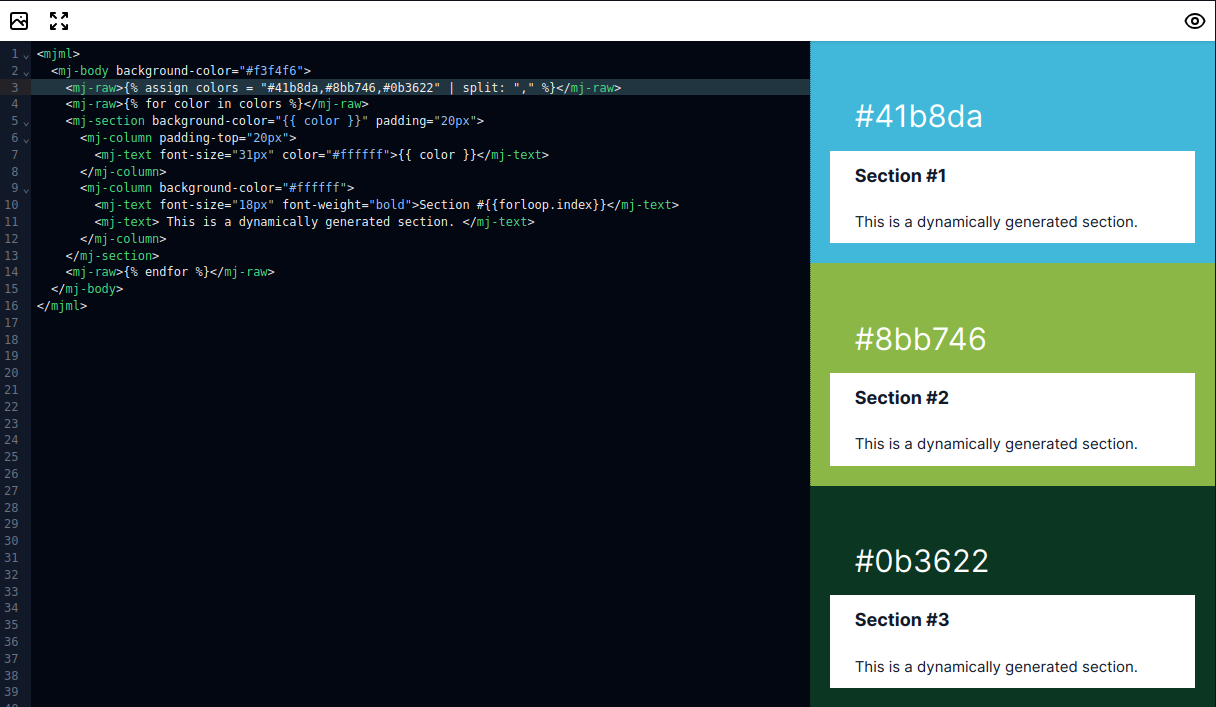 1 <mjml>
2   <mj-body background-color="#f3f4f6">
3     <mj-raw>{% assign colors = "#41b8da,#8bb746,#0b3622" | split: "," %}</mj-raw>
4     <mj-raw>{% for color in colors %}</mj-raw>
5     <mj-section background-color="{{ color }}" padding="20px">
6       <mj-column padding-top="20px">
7         <mj-text font-size="31px" color="#ffffff">{{ color }}</mj-text>
8       </mj-column>
9       <mj-column background-color="#ffffff">
10         <mj-text font-size="18px" font-weight="bold">Section #{{forloop.index}}</mj-text>
11         <mj-text> This is a dynamically generated section. </mj-text>
12       </mj-column>
13     </mj-section>
14     <mj-raw>{% endfor %}</mj-raw>
15   </mj-body>
16 </mjml>
17
18
19
20
21
22
23
24
25
26
27
28
29
30
31
32
33
34
35
36
37
38
39
#41b8da
Section #1
This is a dynamically generated section.
#8bb746
Section #2
This is a dynamically generated section.
#0b3622
Section #3
This is a dynamically generated section.